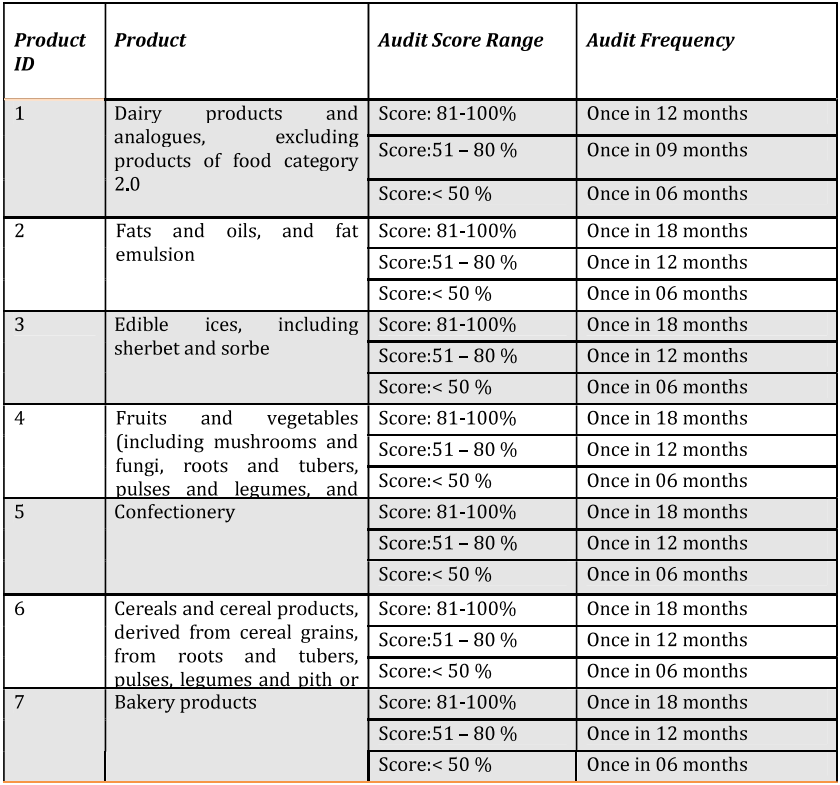 Product ID Product Audit Score Range Audit Frequency
1 Dairy products and Score: 81-100% Once in 12 months
analogues, excluding
products of food category Score:51 – 80 % Once in 09 months
2.0
Score:< 50 % Once in 06 months
2 Fats and oils, and fat Score: 81-100% Once in 18 months
emulsion
Score:51 – 80 % Once in 12 months
Score:< 50 % Once in 06 months
3 Edible ices, including Score: 81-100% Once in 18 months
sherbet and sorbe
Score:51 – 80 % Once in 12 months
Score:< 50 % Once in 06 months
4 Fruits and vegetables Score: 81-100% Once in 18 months
(including mushrooms and
fungi, roots and tubers, Score:51 – 80 % Once in 12 months
pulses and legumes, and Score:< 50 % Once in 06 months
5 Confectionery Score: 81-100% Once in 18 months
Score:51 – 80 % Once in 12 months
Score:< 50 % Once in 06 months
6 Cereals and cereal products, Score: 81-100% Once in 18 months
derived from cereal grains, Score:51 – 80 % Once in 12 months
from roots and tubers,
pulses, legumes and pith or Score:< 50 % Once in 06 months
7 Bakery products Score: 81-100% Once in 18 months
Score:51 – 80 % Once in 12 months
Score:< 50 % Once in 06 months